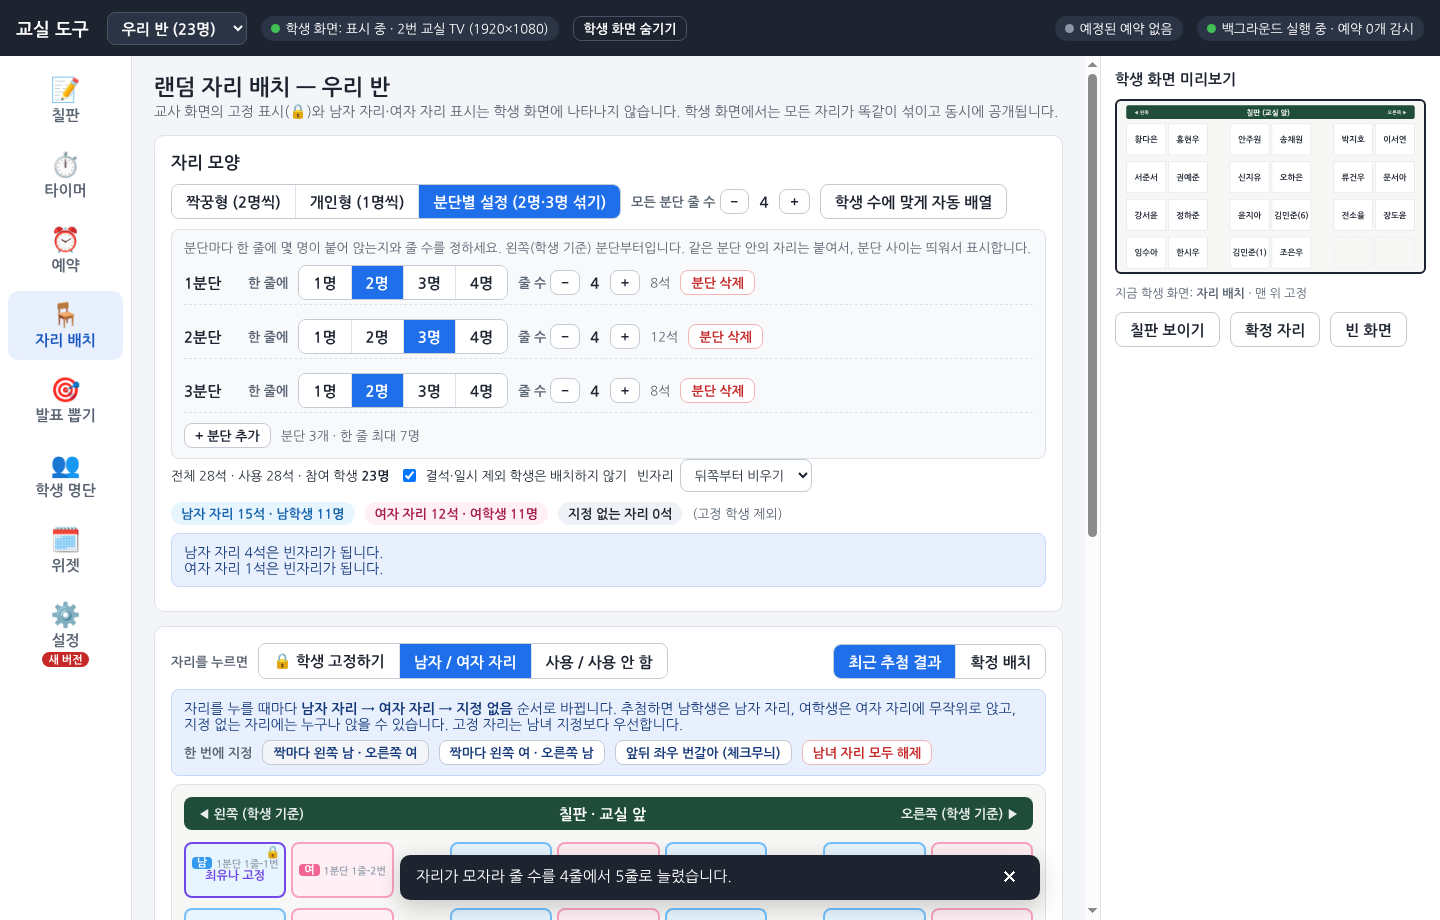 교실 도구
우리 반 (23명)
학생 화면: 표시 중 · 2번 교실 TV (1920×1080)
학생 화면 숨기기
예정된 예약 없음
백그라운드 실행 중 · 예약 0개 감시
칠판
타이머
예약
자리 배치
발표 뽑기
학생 명단
위젯
설정
새 버전
랜덤 자리 배치 — 우리 반
교사 화면의 고정 표시(🔒)와 남자 자리·여자 자리 표시는 학생 화면에 나타나지 않습니다. 학생 화면에서는 모든 자리가 똑같이 섞이고 동시에 공개됩니다.
자리 모양
짝꿍형 (2명씩) 개인형 (1명씩) 분단별 설정 (2명·3명 섞기) 모든 분단 줄 수 − 4 + 학생 수에 맞게 자동 배열
분단마다 한 줄에 몇 명이 붙어 앉는지와 줄 수를 정하세요. 왼쪽(학생 기준) 분단부터입니다. 같은 분단 안의 자리는 붙여서, 분단 사이는 띄워서 표시합니다.
1분단 한 줄에 1명 2명 3명 4명 줄 수 − 4 + 8석 분단 삭제
2분단 한 줄에 1명 2명 3명 4명 줄 수 − 4 + 12석 분단 삭제
3분단 한 줄에 1명 2명 3명 4명 줄 수 − 4 + 8석 분단 삭제
+ 분단 추가 분단 3개 · 한 줄 최대 7명
전체 28석 · 사용 28석 · 참여 학생 23명 결석·일시 제외 학생은 배치하지 않기 빈자리 뒤쪽부터 비우기
남자 자리 15석 · 남학생 11명 여자 자리 12석 · 여학생 11명 지정 없는 자리 0석 (고정 학생 제외)
남자 자리 4석은 빈자리가 됩니다.
여자 자리 1석은 빈자리가 됩니다.
자리를 누르면 🔒 학생 고정하기 남자 / 여자 자리 사용 / 사용 안 함 최근 추첨 결과 확정 배치
자리를 누를 때마다 남자 자리 → 여자 자리 → 지정 없음 순서로 바뀝니다. 추첨하면 남학생은 남자 자리, 여학생은 여자 자리에 무작위로 앉고,
지정 없는 자리에는 누구나 앉을 수 있습니다. 고정 자리는 남녀 지정보다 우선합니다.
한 번에 지정 짝마다 왼쪽 남 · 오른쪽 여 짝마다 왼쪽 여 · 오른쪽 남 앞뒤 좌우 번갈아 (체크무늬) 남녀 자리 모두 해제
◀ 왼쪽 (학생 기준) 칠판 · 교실 앞 오른쪽 (학생 기준) ▶
남 1분단 1줄-1번
최유나 고정
여 1분단 1줄-2번
자리가 모자라 줄 수를 4줄에서 5줄로 늘렸습니다. ✕
학생 화면 미리보기
◀ 왼쪽 칠판 (교실 앞) 오른쪽 ▶
황다은 홍현우 안주원 송채원 박지호 이서연
서준서 권예준 신지유 오하은 류건우 문서아
강서윤 정하준 윤지아 김민준(6) 전소율 장도윤
임수아 한시우 김민준(1) 조은우
지금 학생 화면: 자리 배치 · 맨 위 고정
칠판 보이기 확정 자리 빈 화면